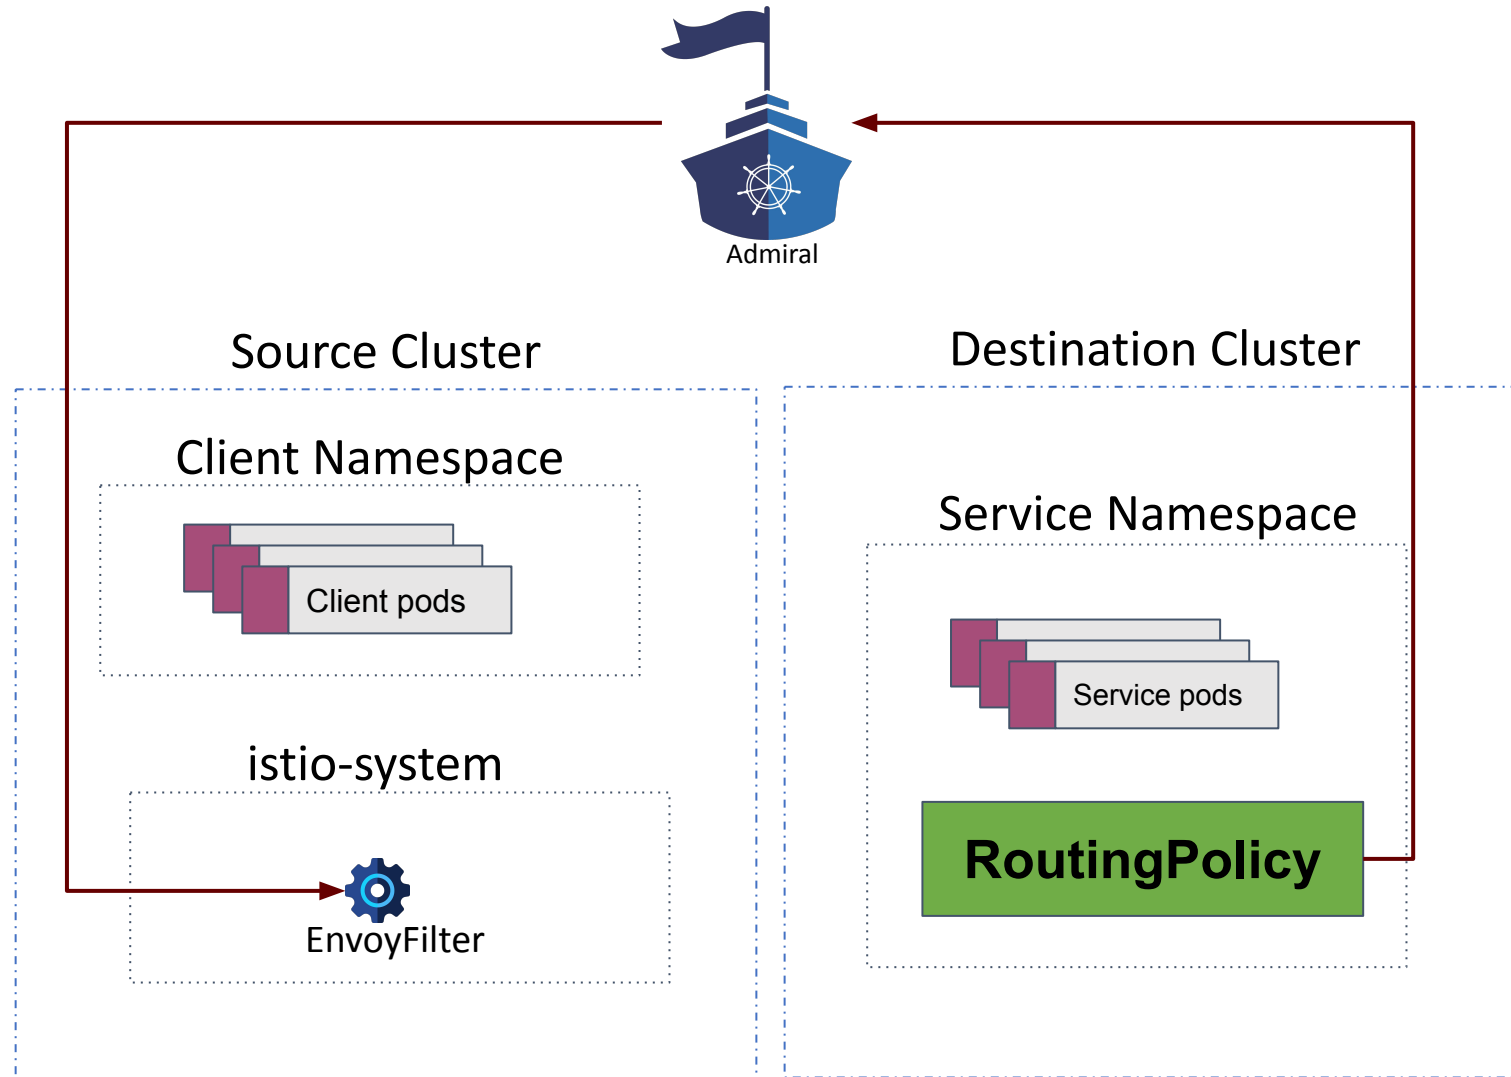 Admiral
Source Cluster
Client Namespace
Client pods
istio-system
EnvoyFilter
Destination Cluster
Service Namespace
Service pods
RoutingPolicy